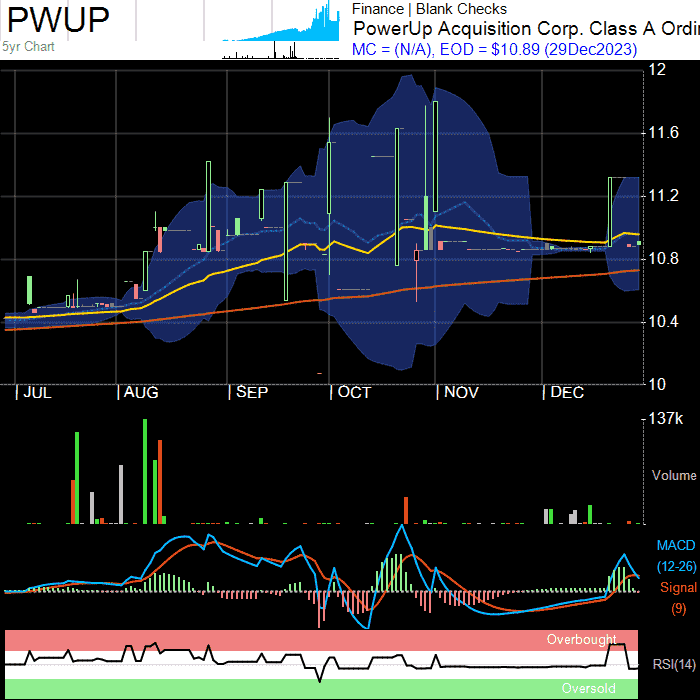 PWUP
5yr Chart
Finance | Blank Checks
PowerUp Acquisition Corp. Class A Ordi
MC = (N/A), EOD = $10.89 (29Dec2023)
12
11.6
11.2
10.8
10.4
10
JUL AUG SEP OCT NOV DEC
137k
Volume
MACD
(12-26)
Signal
(9)
Overbought
RSI(14)
Oversold